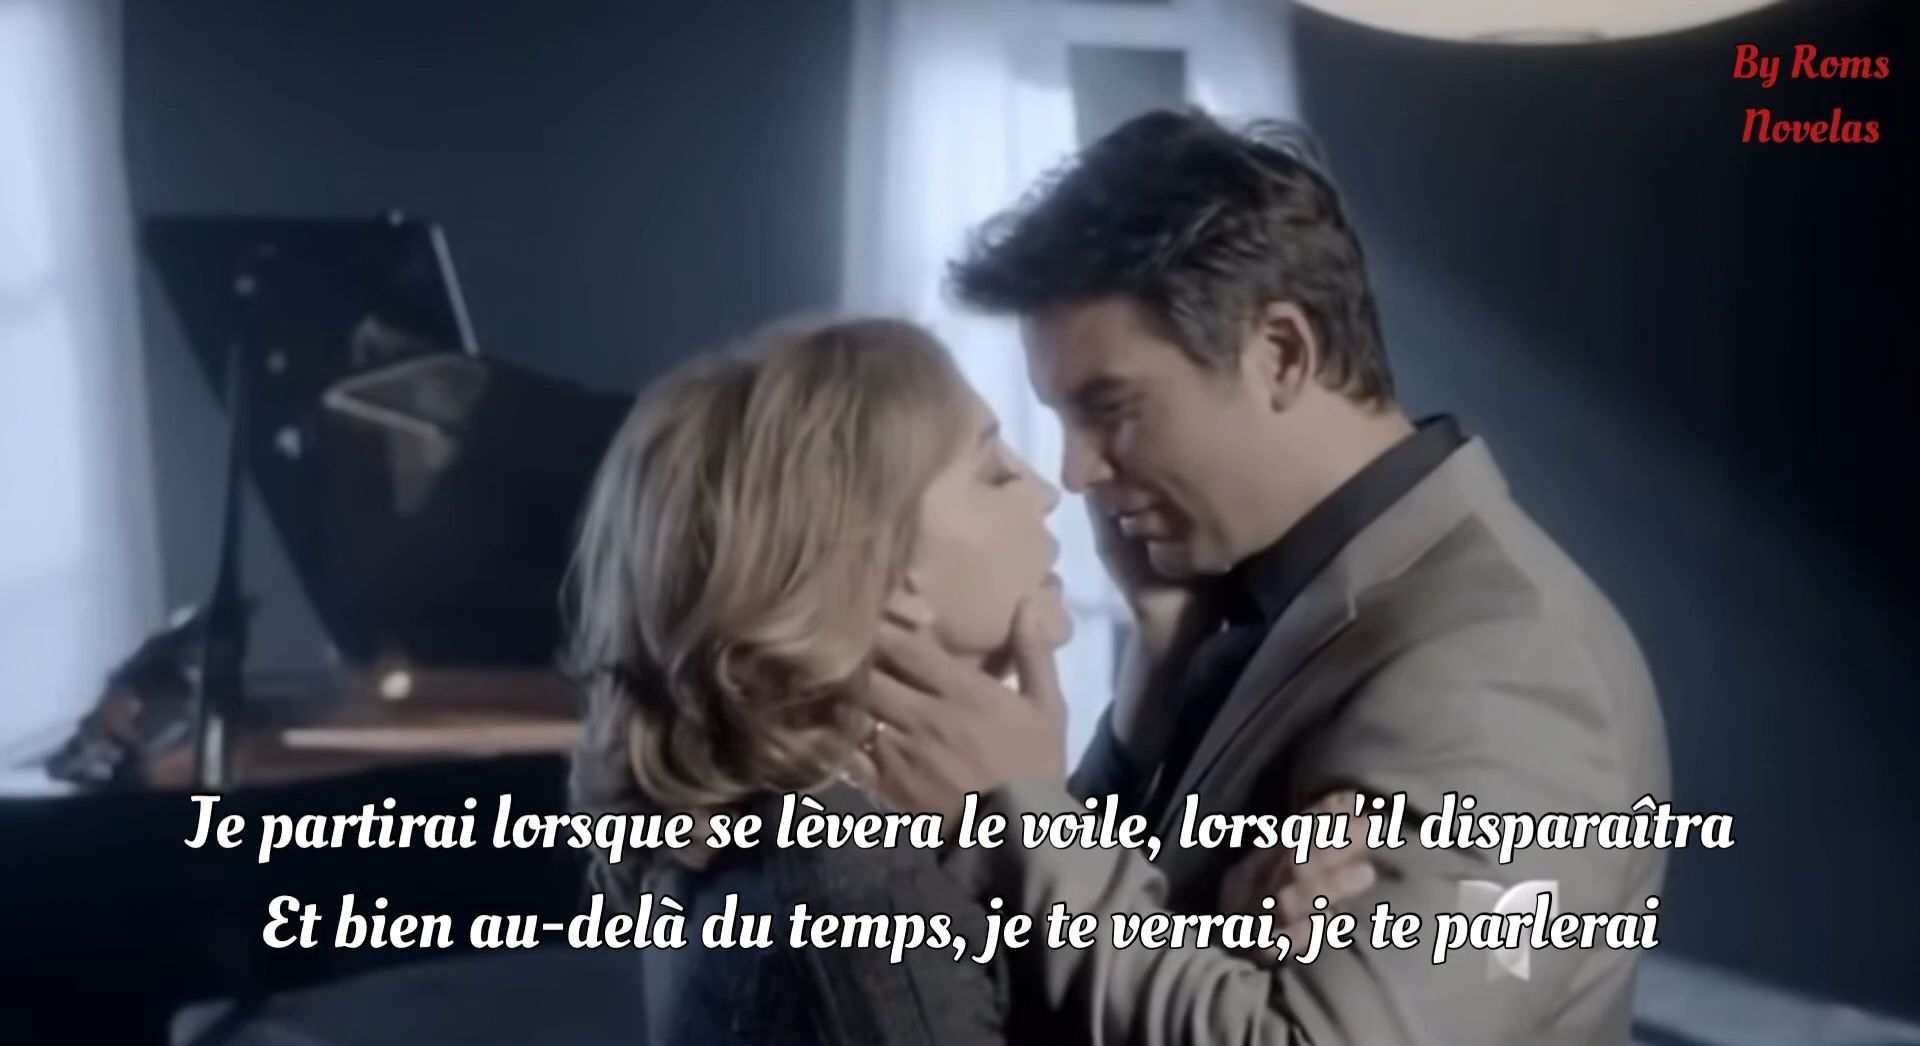 By Roms
Novelas
Je partirai lorsque se lèvera le voile, lorsqu'il disparaîtra
Et bien au-delà du temps, je te verrai, je te parlerai